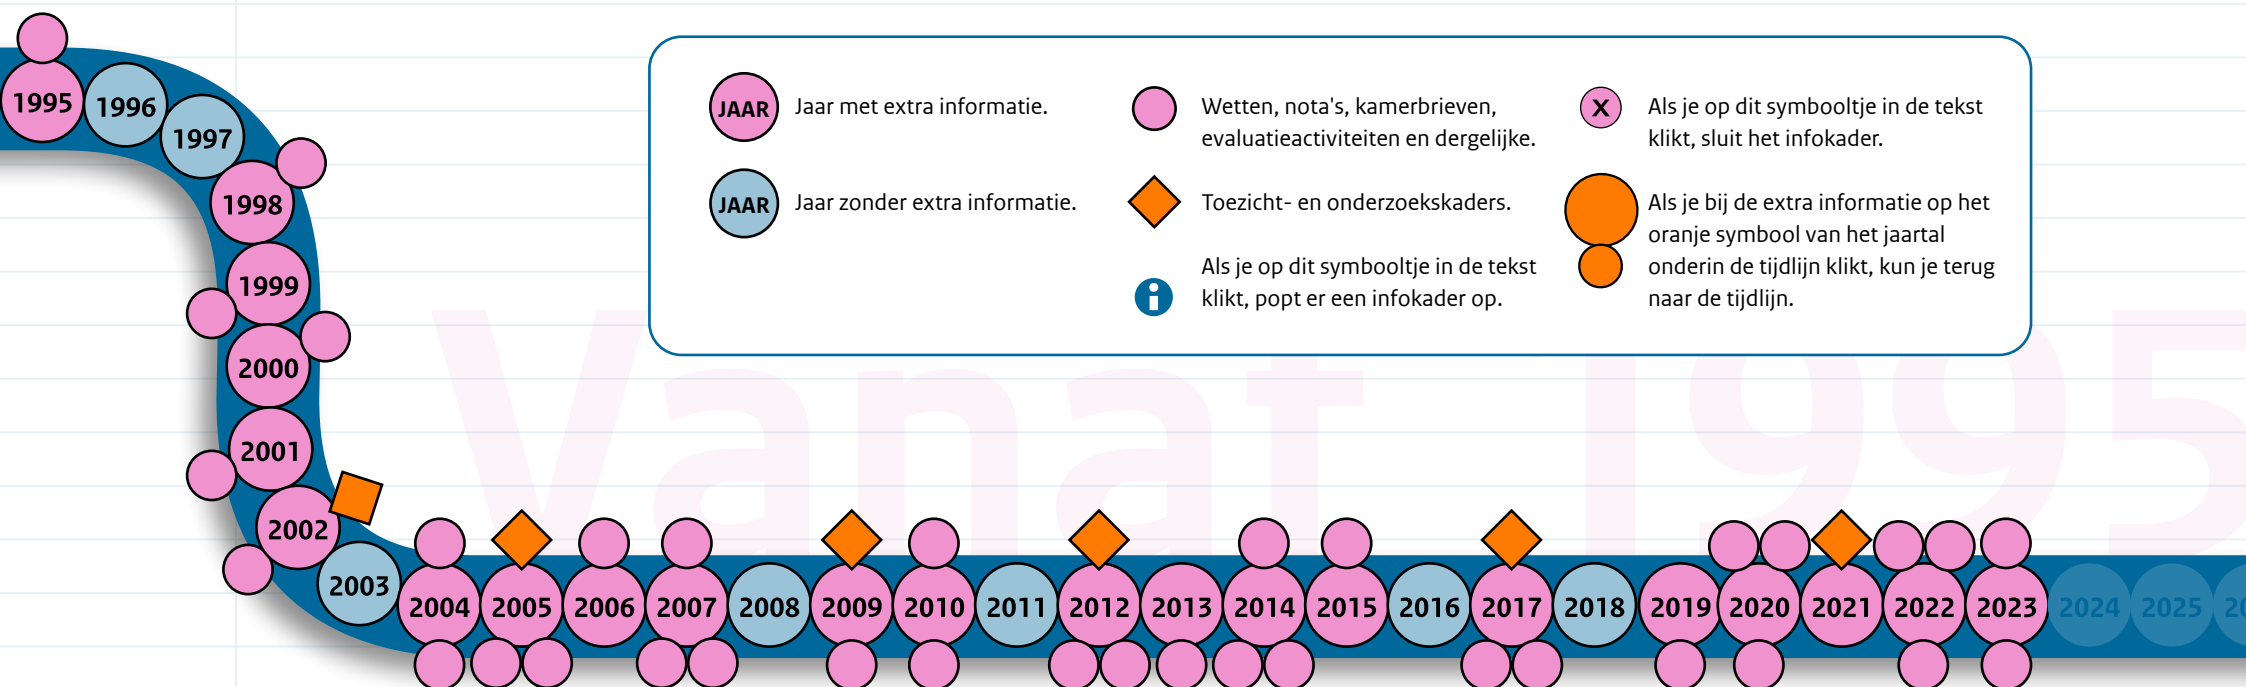 1995
1996
1997
1998
1999
2000
2001
2002
2003
JAAR Jaar met extra informatie.
JAAR Jaar zonder extra informatie.
Wetten, nota's, kamerbrieven,
evaluatieactiviteiten en dergelijke.
Toezicht- en onderzoekskaders.
Als je op dit symbooltje in de tekst
klikt, popt er een infokader op.
X Als je op dit symbooltje in de tekst
klikt, sluit het infokader.
Als je bij de extra informatie op het
oranje symbool van het jaartal
onderin de tijdlijn klikt, kun je terug
naar de tijdlijn.
Vanaf 1995
2004 2005 2006 2007 2008 2009 2010 2011 2012 2013 2014 2015 2016 2017 2018 2019 2020 2021 2022 2023 2024 2025